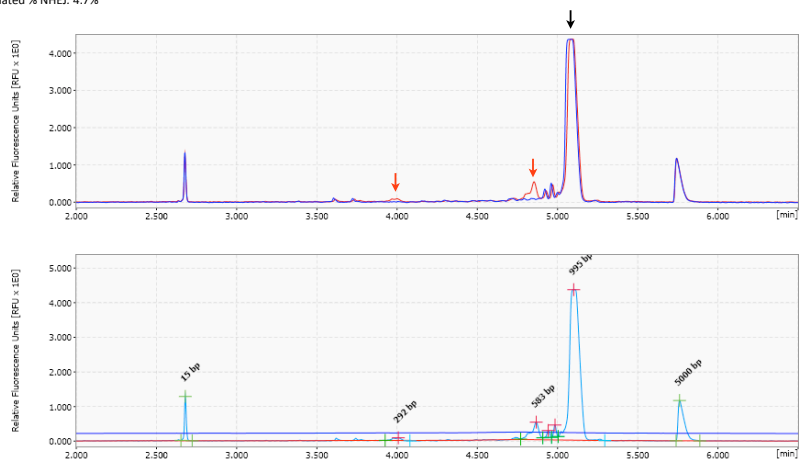 NHEJ: 4.7%
Relative Fluorescence Units [RFU x 1E0]
4.000
3.000
2.000
1.000
0.000
2.000 2.500 3.000 3.500 4.000 4.500 5.000 5.500 6.000 [min]
Relative Fluorescence Units [RFU x 1E0]
5.000
4.000
3.000
2.000
1.000
0.000
15 bp
292 bp
583 bp
995 bp
5000 bp
2.000 2.500 3.000 3.500 4.000 4.500 5.000 5.500 6.000 [min]